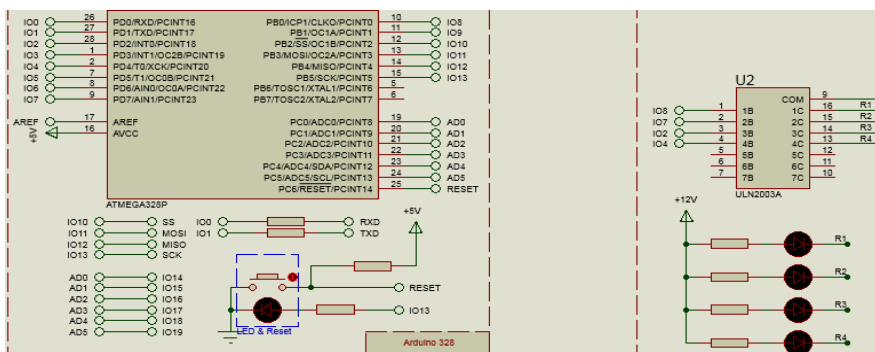 IO0 26 PD0/RXD/PCINT16 PB0/ICP1/CLKO/PCINT0 10 IO8
IO1 27 PD1/TXD/PCINT17 PB1/OC1A/PCINT1 11 IO9
IO2 28 PD2/INT0/PCINT18 PB2/SS/OC1B/PCINT2 12 IO10
IO3 1 PD3/INT1/OC2B/PCINT19 PB3/MOSI/OC2A/PCINT3 13 IO11
IO4 2 PD4/T0/XCK/PCINT20 PB4/MISO/PCINT4 14 IO12
IO5 7 PD5/T1/OC0B/PCINT21 PB5/SCK/PCINT5 15 IO13
IO6 8 PD6/AIN0/OC0A/PCINT22 PB6/TOSC1/XTAL1/PCINT6 5
IO7 9 PD7/AIN1/PCINT23 PB7/TOSC2/XTAL2/PCINT7 6
AREF 17 AREF PC0/ADC0/PCINT8 19 AD0
+5V 16 AVCC PC1/ADC1/PCINT9 20 AD1
PC2/ADC2/PCINT10 21 AD2
PC3/ADC3/PCINT11 22 AD3
PC4/ADC4/SDA/PCINT12 23 AD4
PC5/ADC5/SCL/PCINT13 24 AD5
PC6/RESET/PCINT14 25 RESET
ATMEGA328P
IO10 SS IO0 RXD
IO11 MOSI IO1 TXD
IO12 MISO
IO13 SCK
+5V
AD0 IO14
AD1 IO15
AD2 IO16
AD3 IO17
AD4 IO18
AD5 IO19
RESET
IO13
LED & Reset
Arduino 328
U2
COM 9
IO8 1 1B 1C 16 R1
IO7 2 2B 2C 15 R2
IO2 3 3B 3C 14 R3
IO4 4 4B 4C 13 R4
5 5B 5C 12
6 6B 6C 11
7 7B 7C 10
ULN2003A
+12V
R1
R2
R3
R4